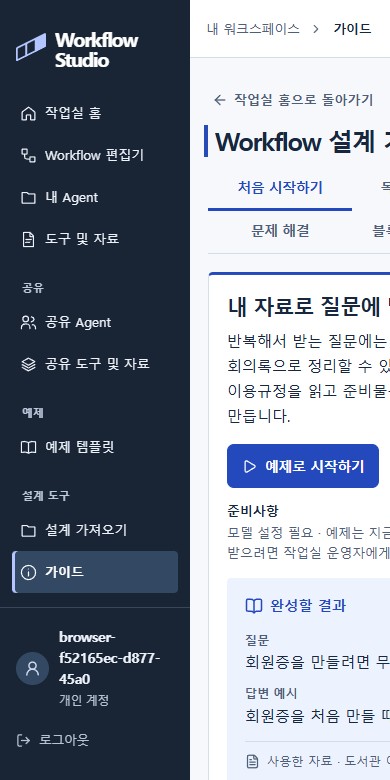 Workflow
Studio
작업실 홈
Workflow 편집기
내 Agent
도구 및 자료
공유
공유 Agent
공유 도구 및 자료
예제
예제 템플릿
설계 도구
설계 가져오기
가이드
browser-
f52165ec-d877-
45a0
개인 계정
로그아웃
내 워크스페이스 > 가이드
작업실 홈으로 돌아가기
Workflow 설계
처음 시작하기
문제 해결
내 자료로 질문에
반복해서 받는 질문에는
회의록으로 정리할 수
이용규정을 읽고 준비물
만듭니다.
예제로 시작하기
준비사항
모델 설정 필요 · 예제는
받으려면 작업실 운영자에게
완성할 결과
질문
회원증을 만들려면
답변 예시
회원증을 처음 만들
사용한 자료 · 도서관